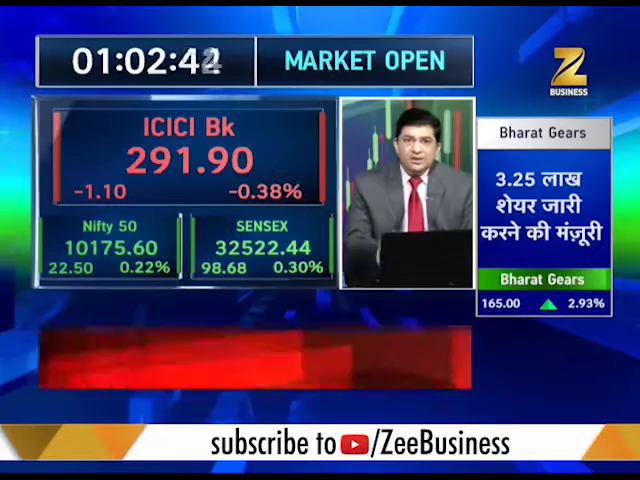 01:02:4
MARKET OPEN
Z
BUSINESS
ICICI Bk
291.90
-1.10 -0.38%
Nifty 50
10175.60
22.50 0.22%
SENSEX
32522.44
98.68 0.30%
Bharat Gears
3.25 लाख
शेयर जारी
करने की मंज़ूरी
Bharat Gears
165.00 2.93%
subscribe to /ZeeBusiness